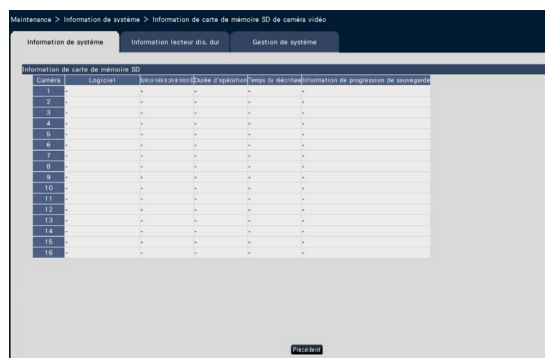 Maintenance > Information de système > Information de carte de mémoire SD de caméra vidéo
Information de système Information lecteur dis. dur Gestion de système
Information de carte de mémoire SD
Caméra Logiciel Durée d'opération Temps de réécriture Information de progression de sauvegarde
1 - - - - -
2 - - - - -
3 - - - - -
4 - - - - -
5 - - - - -
6 - - - - -
7 - - - - -
8 - - - - -
9 - - - - -
10 - - - - -
11 - - - - -
12 - - - - -
13 - - - - -
14 - - - - -
15 - - - - -
16 - - - - -
Précédent